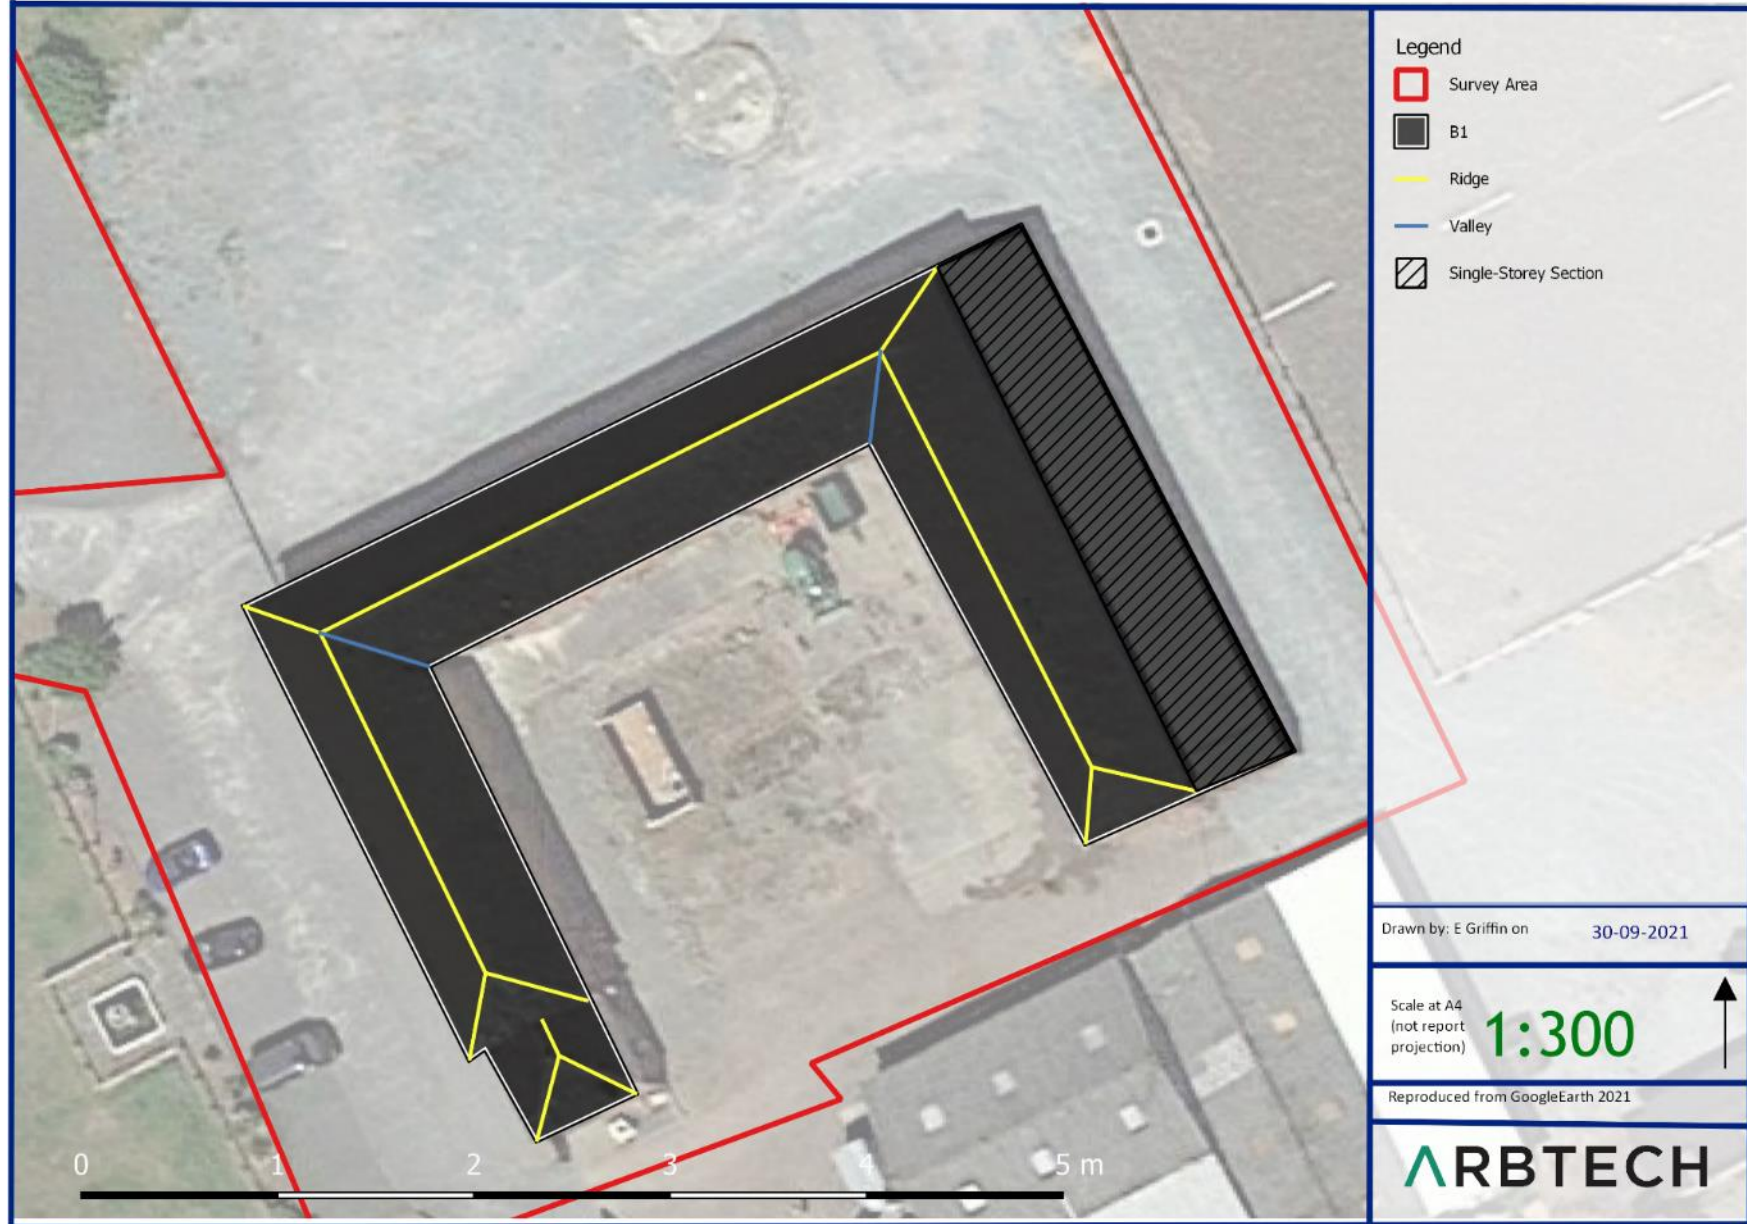 Legend
Survey Area
B1
Ridge
Valley
Single-Storey Section
Drawn by: E Griffin on 30-09-2021
Scale at A4
(not report
projection)
1:300
Reproduced from GoogleEarth 2021
ARBTECH
0 1 2 3 4 5 m